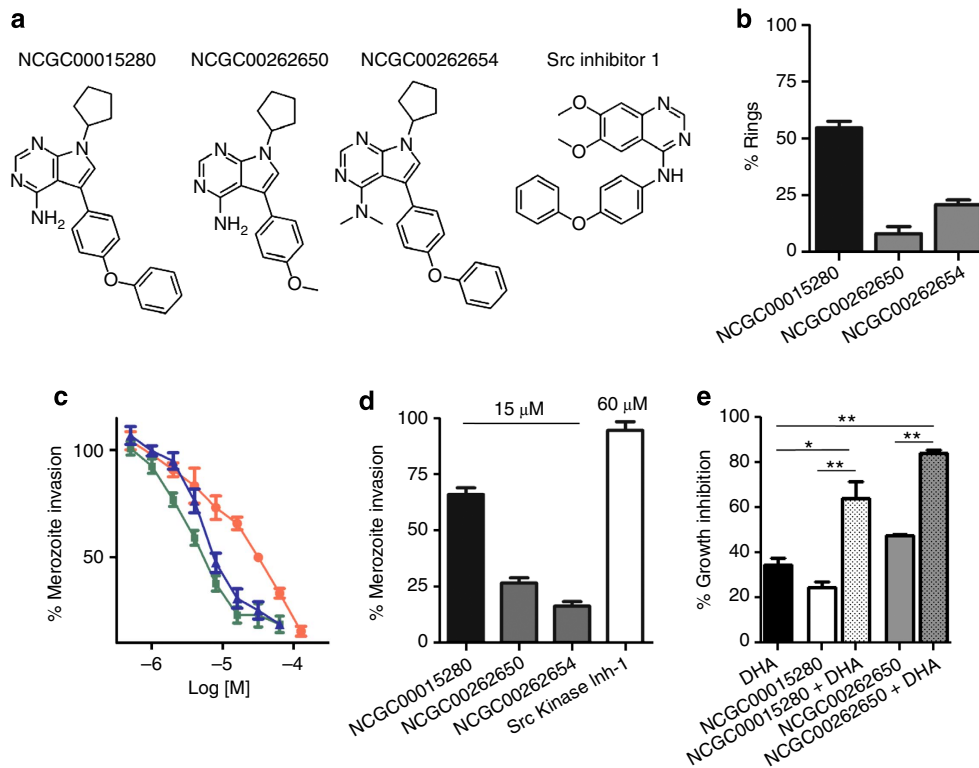 a
NCGC00015280
NCGC00262650
NCGC00262654
Src inhibitor 1
N
N
N
NH2
O
N
N
N
NH2
O
N
N
N
N
O
O
O
N
N
NH
O
b
% Rings
100
75
50
25
0
NCGC00015280
NCGC00262650
NCGC00262654
c
% Merozoite invasion
100
50
–6
–5
–4
Log [M]
d
% Merozoite invasion
100
75
50
25
0
15 μM
60 μM
NCGC00015280
NCGC00262650
NCGC00262654
Src Kinase Inh-1
e
% Growth inhibition
100
80
60
40
20
0
**
*
**
**
DHA
NCGC00015280
NCGC00015280 + DHA
NCGC00262650
NCGC00262650 + DHA